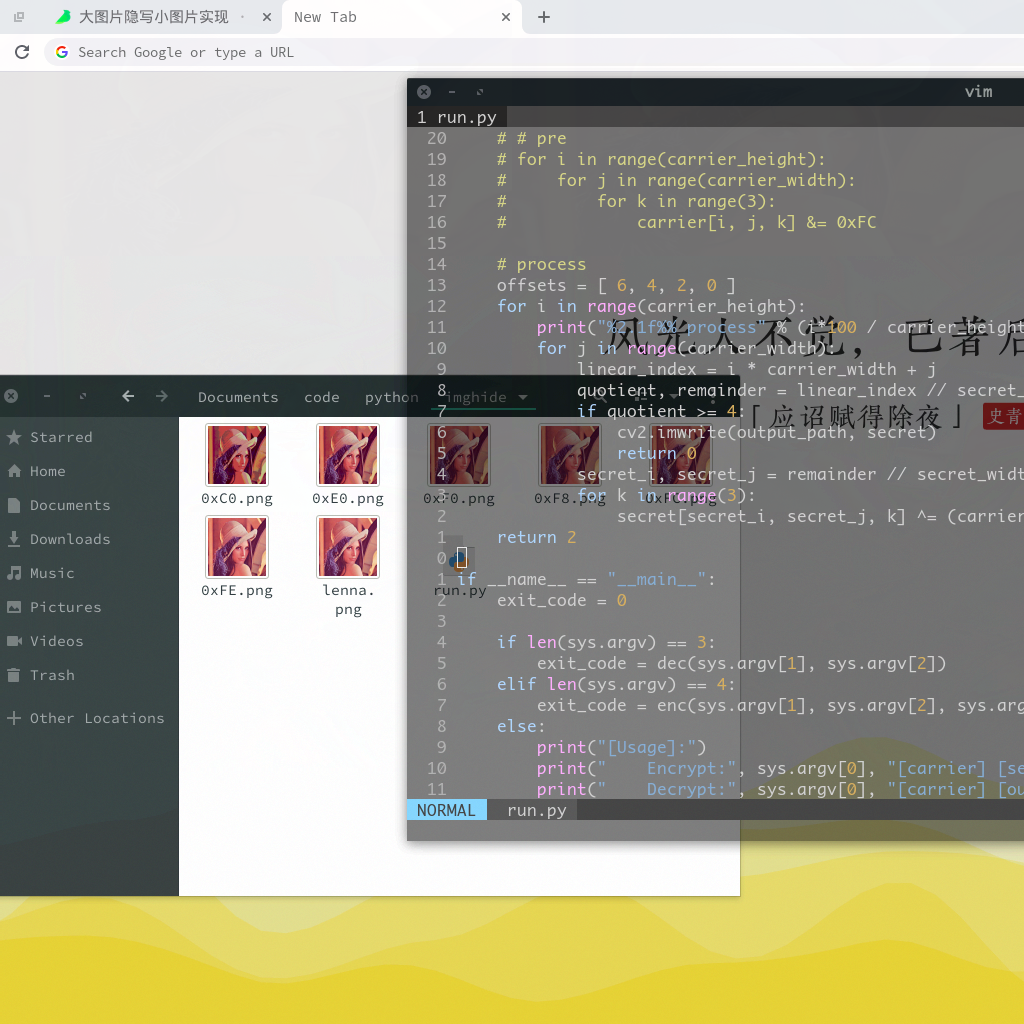 大图片隐写小图片实现 ·
New Tab
Search Google or type a URL
vim
1 run.py
20 # # pre
19 # for i in range(carrier_height):
18 #     for j in range(carrier_width):
17 #         for k in range(3):
16 #             carrier[i, j, k] &= 0xFC
15
14 # process
13 offsets = [ 6, 4, 2, 0 ]
12 for i in range(carrier_height):
11     print("%2.1f%% process" % (i*100 / carrier_height
10     for j in range(carrier_width):
9         linear_index = i * carrier_width + j
8         quotient, remainder = linear_index // secret_
7         if quotient >= 4:
6             cv2.imwrite(output_path, secret)
5             return 0
4         secret_i, secret_j = remainder // secret_widt
3         for k in range(3):
2             secret[secret_i, secret_j, k] ^= (carrier
1 return 2
0
1 if __name__ == "__main__":
2     exit_code = 0
3
4     if len(sys.argv) == 3:
5         exit_code = dec(sys.argv[1], sys.argv[2])
6     elif len(sys.argv) == 4:
7         exit_code = enc(sys.argv[1], sys.argv[2], sys.arg
8     else:
9         print("[Usage]:")
10         print("    Encrypt:", sys.argv[0], "[carrier] [se
11         print("    Decrypt:", sys.argv[0], "[carrier] [ou
NORMAL run.py
风光人不觉，已著后
「应诏赋得除夜」 史青
Documents code python imghide
Starred
Home
Documents
Downloads
Music
Pictures
Videos
Trash
Other Locations
0xC0.png 0xE0.png 0xF0.png 0xF8.png 0xFC.png
0xFE.png lenna.png run.py